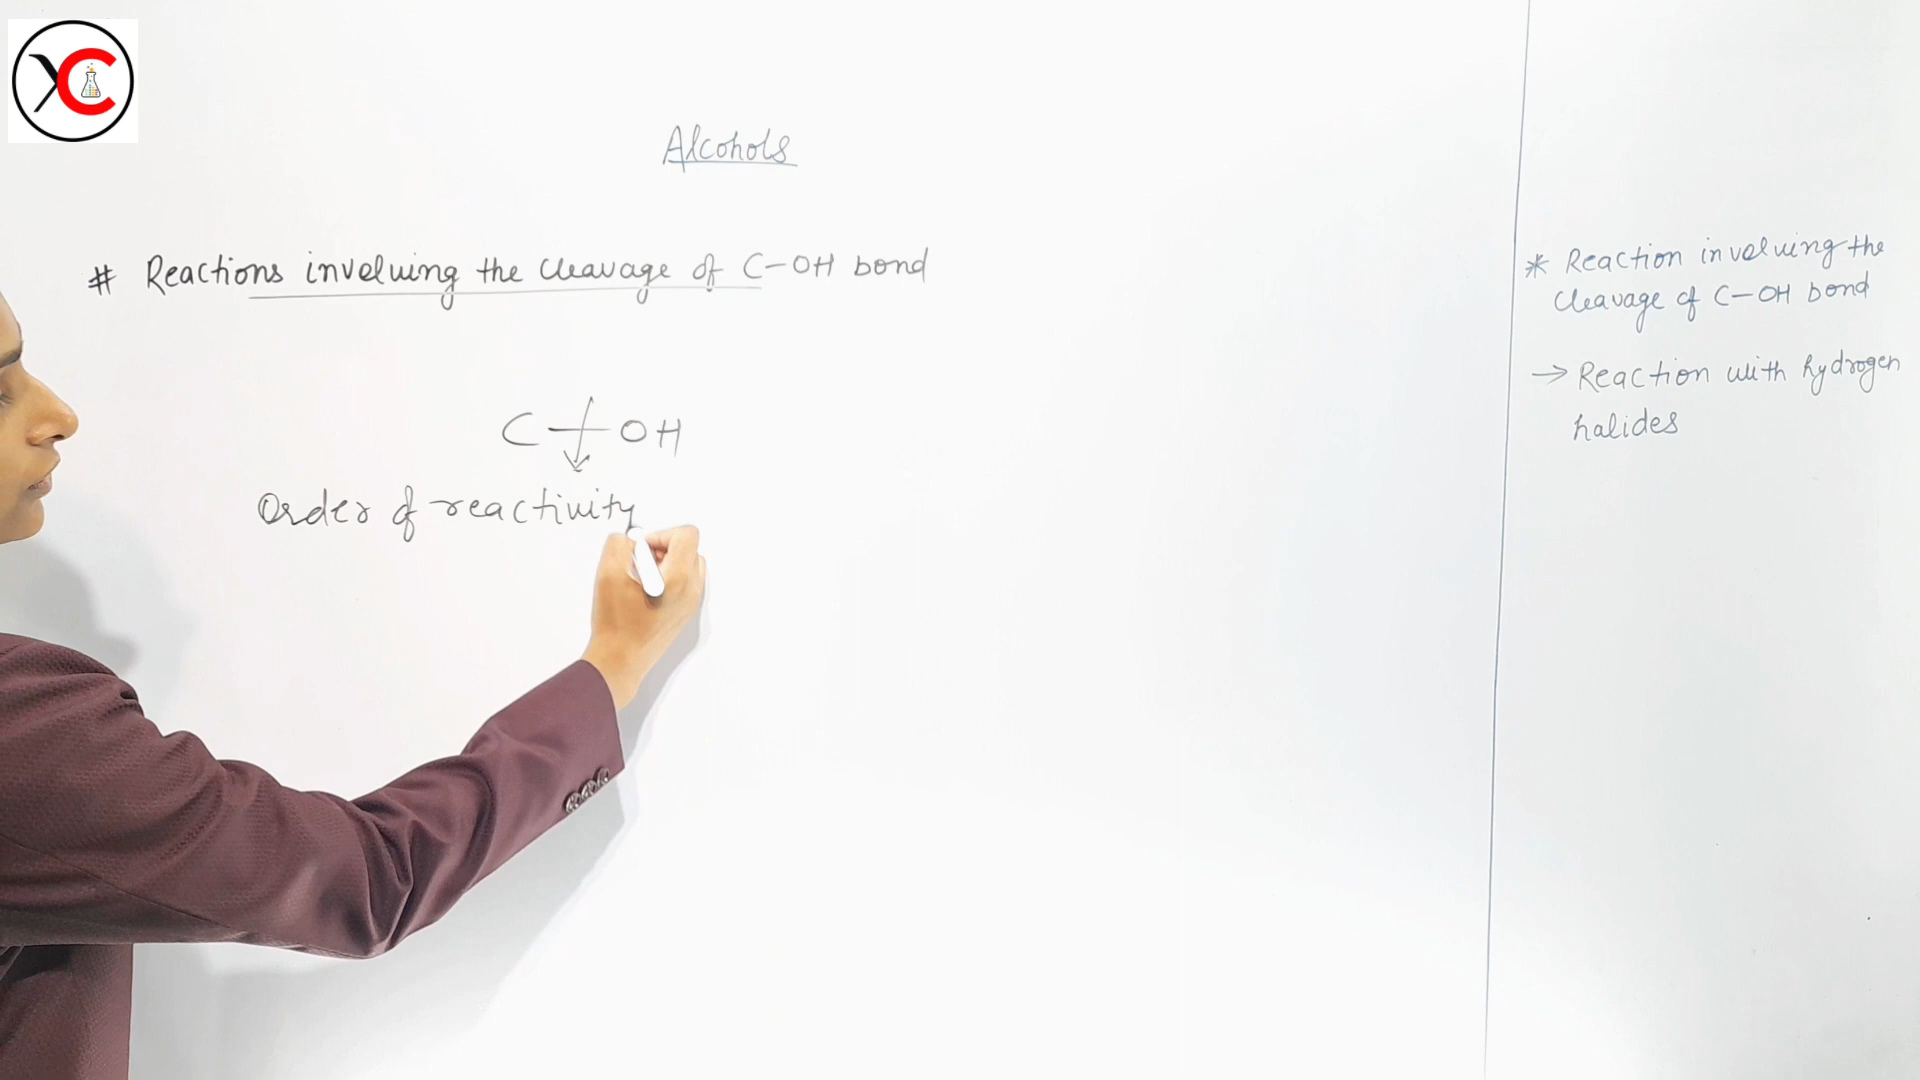 Alcohols
# Reactions involving the cleavage of C-OH bond
C - OH
Order of reactivity
* Reaction involving the
cleavage of C-OH bond
→ Reaction with hydrogen
halides